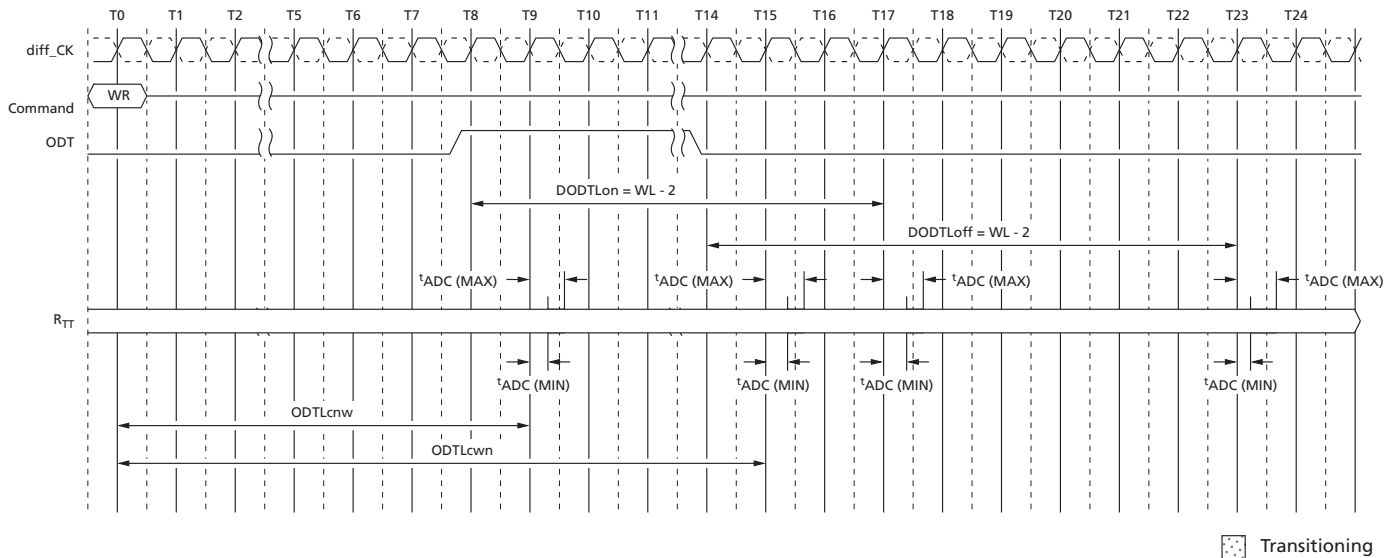 T0 T1 T2 T5 T6 T7 T8 T9 T10 T11 T14 T15 T16 T17 T18 T19 T20 T21 T22 T23 T24
diff_CK
Command WR
ODT
DODTLon = WL - 2
DODTLoff = WL - 2
tADC (MAX) tADC (MAX) tADC (MAX) tADC (MAX)
RTT
tADC (MIN) tADC (MIN) tADC (MIN) tADC (MIN)
ODTLcnw
ODTLcwn
Transitioning